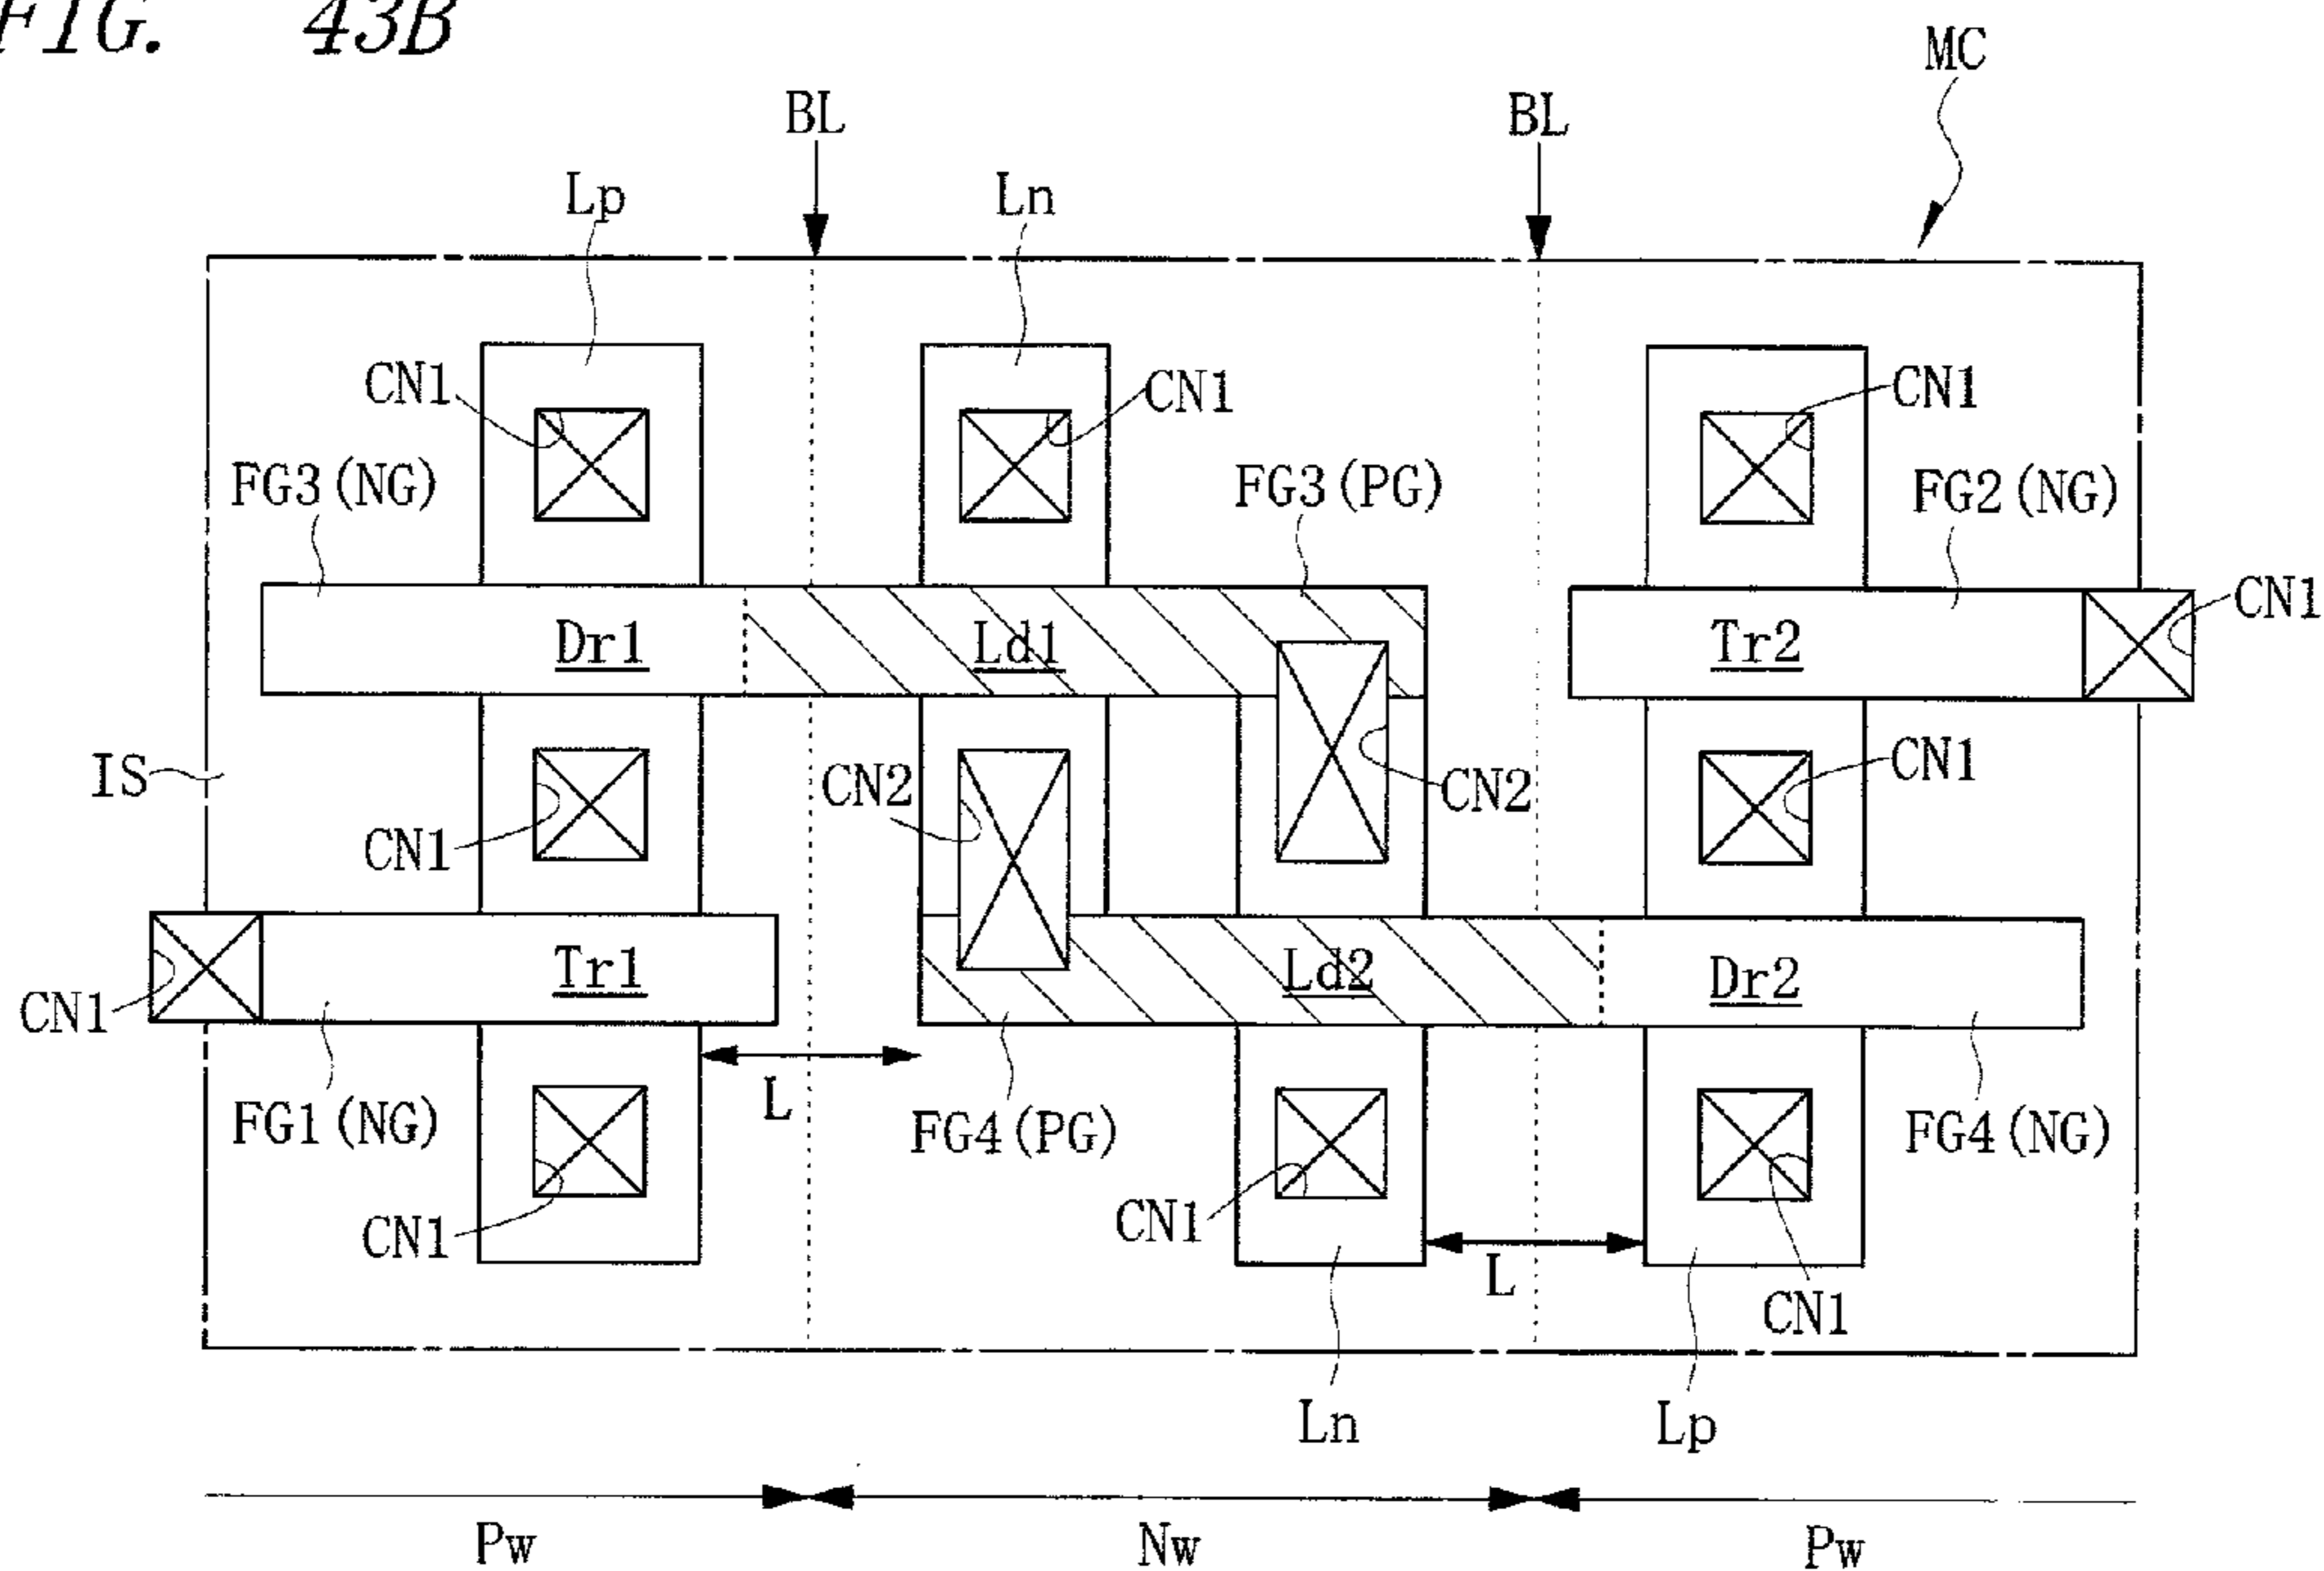 FIG. 43B
MC
BL
BL
Lp
Ln
CN1
CN1
CN1
FG3 (NG)
FG3 (PG)
FG2 (NG)
CN1
Dr1
Ld1
Tr2
IS
CN2
CN2
CN1
CN1
Tr1
Ld2
Dr2
CN1
L
FG1 (NG)
FG4 (PG)
FG4 (NG)
CN1
CN1
L
CN1
Ln
Lp
Pw
Nw
Pw